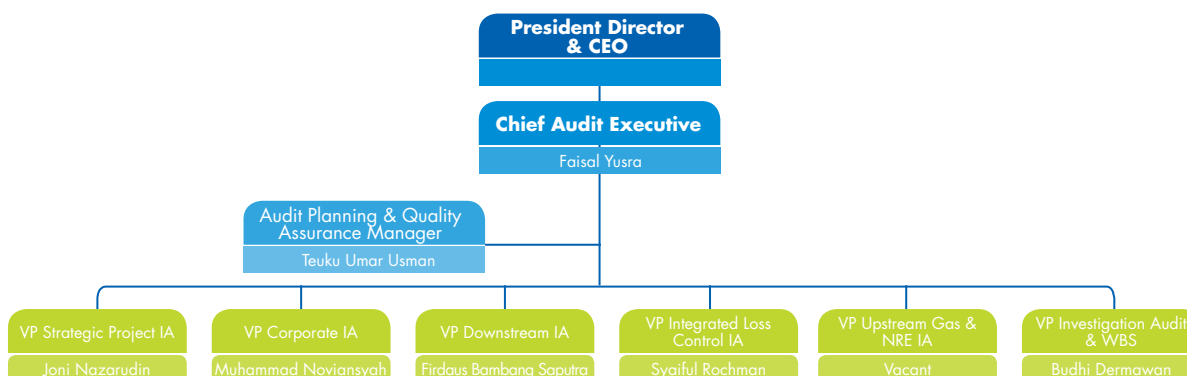 President Director
& CEO
Chief Audit Executive
Faisal Yusra
Audit Planning & Quality
Assurance Manager
Teuku Umar Usman
VP Strategic Project IA
Joni Nazarudin
VP Corporate IA
Muhammad Noviansyah
VP Downstream IA
Firdaus Bambang Saputra
VP Integrated Loss
Control IA
Syaiful Rochman
VP Upstream Gas &
NRE IA
Vacant
VP Investigation Audit
& WBS
Budhi Dermawan